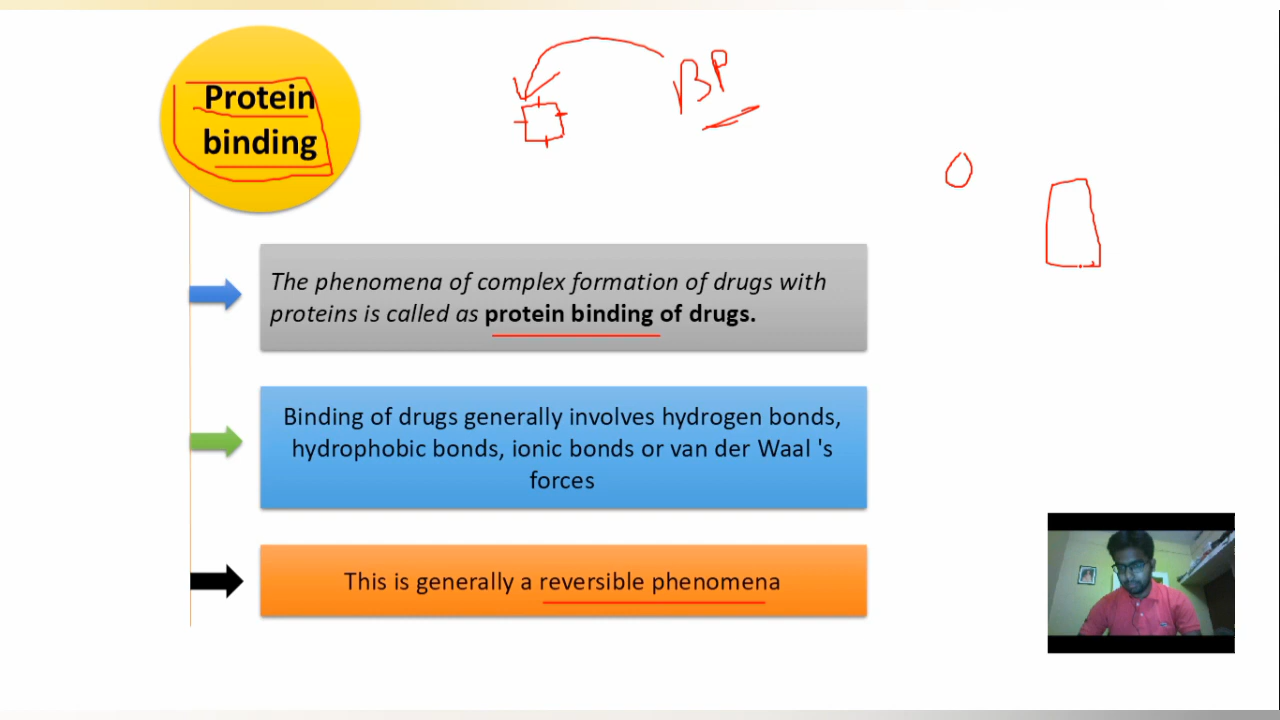 Protein
binding
BP
The phenomena of complex formation of drugs with
proteins is called as protein binding of drugs.
Binding of drugs generally involves hydrogen bonds,
hydrophobic bonds, ionic bonds or van der Waal 's
forces
This is generally a reversible phenomena